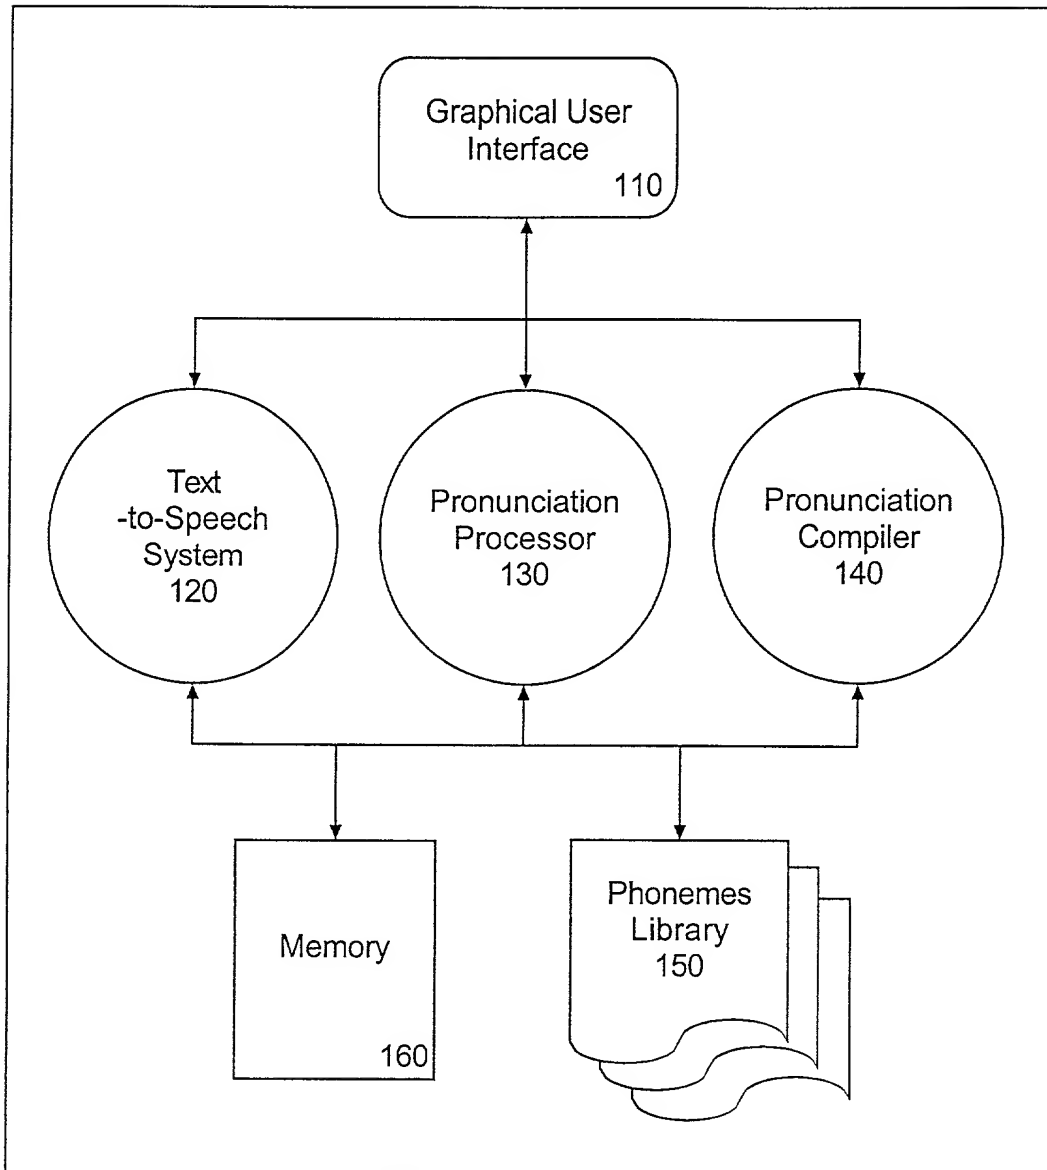 Graphical User
Interface
110
Text
-to-Speech
System
120
Pronunciation
Processor
130
Pronunciation
Compiler
140
Memory
160
Phonemes
Library
150